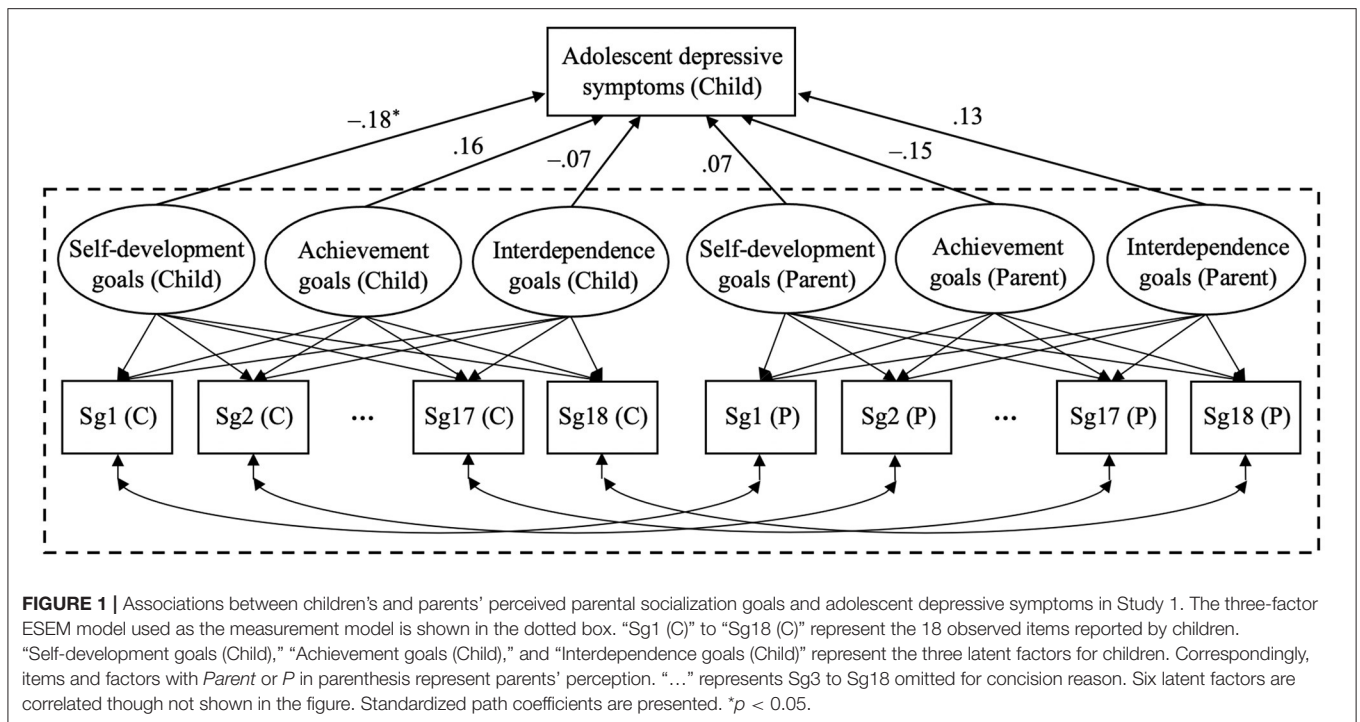 Adolescent depressive
symptoms (Child)
–.18*
.16
–.07
.07
–.15
.13
Self-development
goals (Child)
Achievement
goals (Child)
Interdependence
goals (Child)
Self-development
goals (Parent)
Achievement
goals (Parent)
Interdependence
goals (Parent)
Sg1 (C)
Sg2 (C)
...
Sg17 (C)
Sg18 (C)
Sg1 (P)
Sg2 (P)
...
Sg17 (P)
Sg18 (P)
FIGURE 1 | Associations between children’s and parents’ perceived parental socialization goals and adolescent depressive symptoms in Study 1. The three-factor
ESEM model used as the measurement model is shown in the dotted box. “Sg1 (C)” to “Sg18 (C)” represent the 18 observed items reported by children.
“Self-development goals (Child),” “Achievement goals (Child),” and “Interdependence goals (Child)” represent the three latent factors for children. Correspondingly,
items and factors with Parent or P in parenthesis represent parents’ perception. “...” represents Sg3 to Sg18 omitted for concision reason. Six latent factors are
correlated though not shown in the figure. Standardized path coefficients are presented. *p < 0.05.